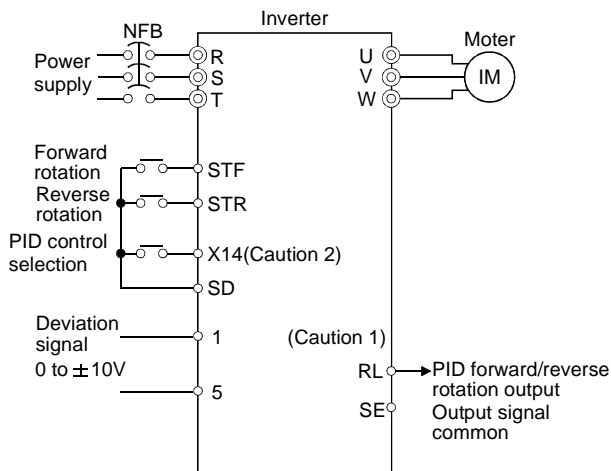 Inverter
NFB
Moter
Power
supply
R
S
T
U
V
W
IM
Forward
rotation
STF
Reverse
rotation
STR
PID control
selection
X14(Caution 2)
SD
Deviation
signal
0 to ±10V
1
5
(Caution 1)
RL
PID forward/reverse
rotation output
SE
Output signal
common